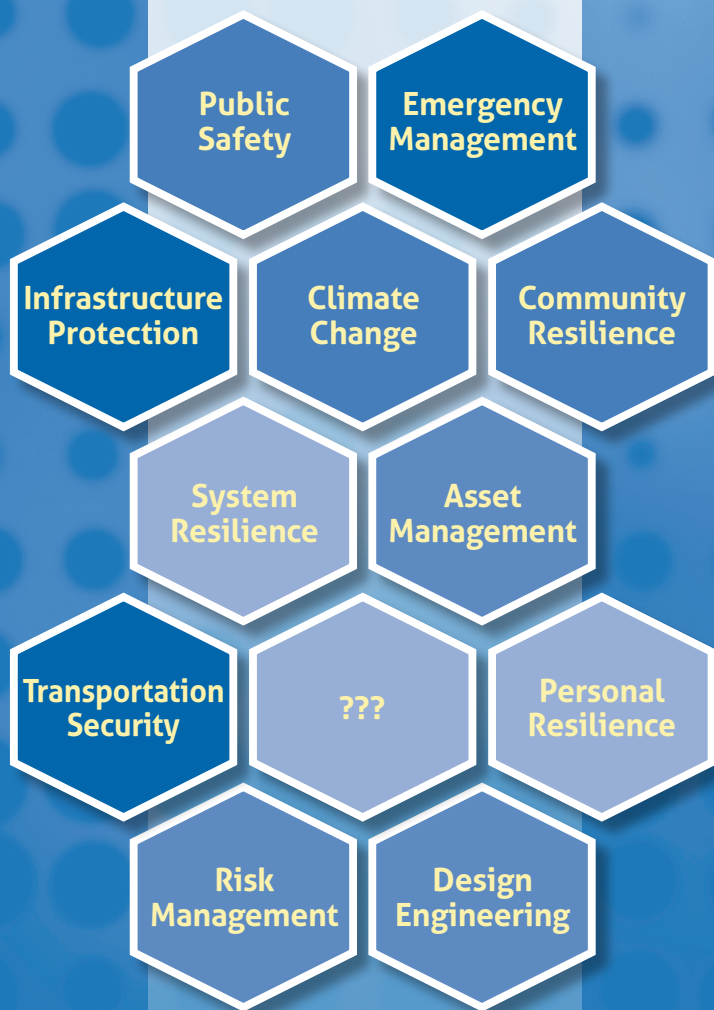 Public
Safety
Emergency
Management
Infrastructure
Protection
Climate
Change
Community
Resilience
System
Resilience
Asset
Management
Transportation
Security
???
Personal
Resilience
Risk
Management
Design
Engineering